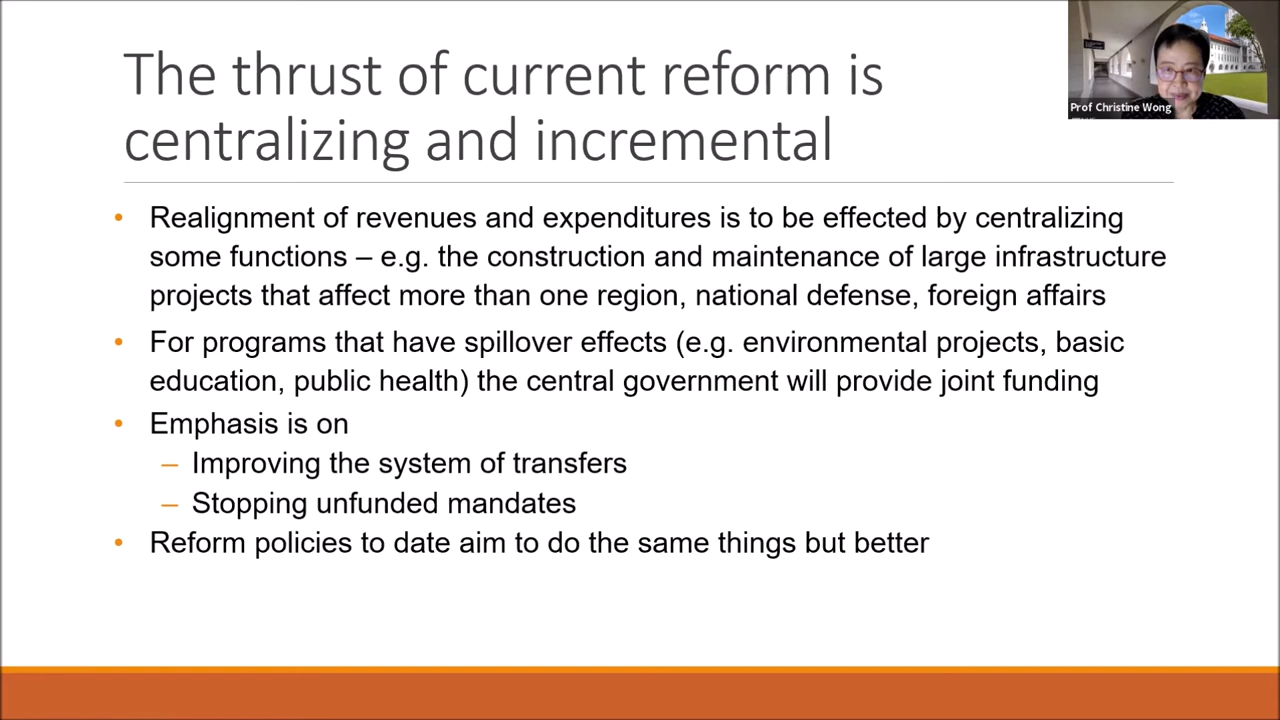 The thrust of current reform is
centralizing and incremental
Prof Christine Wong
• Realignment of revenues and expenditures is to be effected by centralizing
some functions – e.g. the construction and maintenance of large infrastructure
projects that affect more than one region, national defense, foreign affairs
• For programs that have spillover effects (e.g. environmental projects, basic
education, public health) the central government will provide joint funding
• Emphasis is on
– Improving the system of transfers
– Stopping unfunded mandates
• Reform policies to date aim to do the same things but better